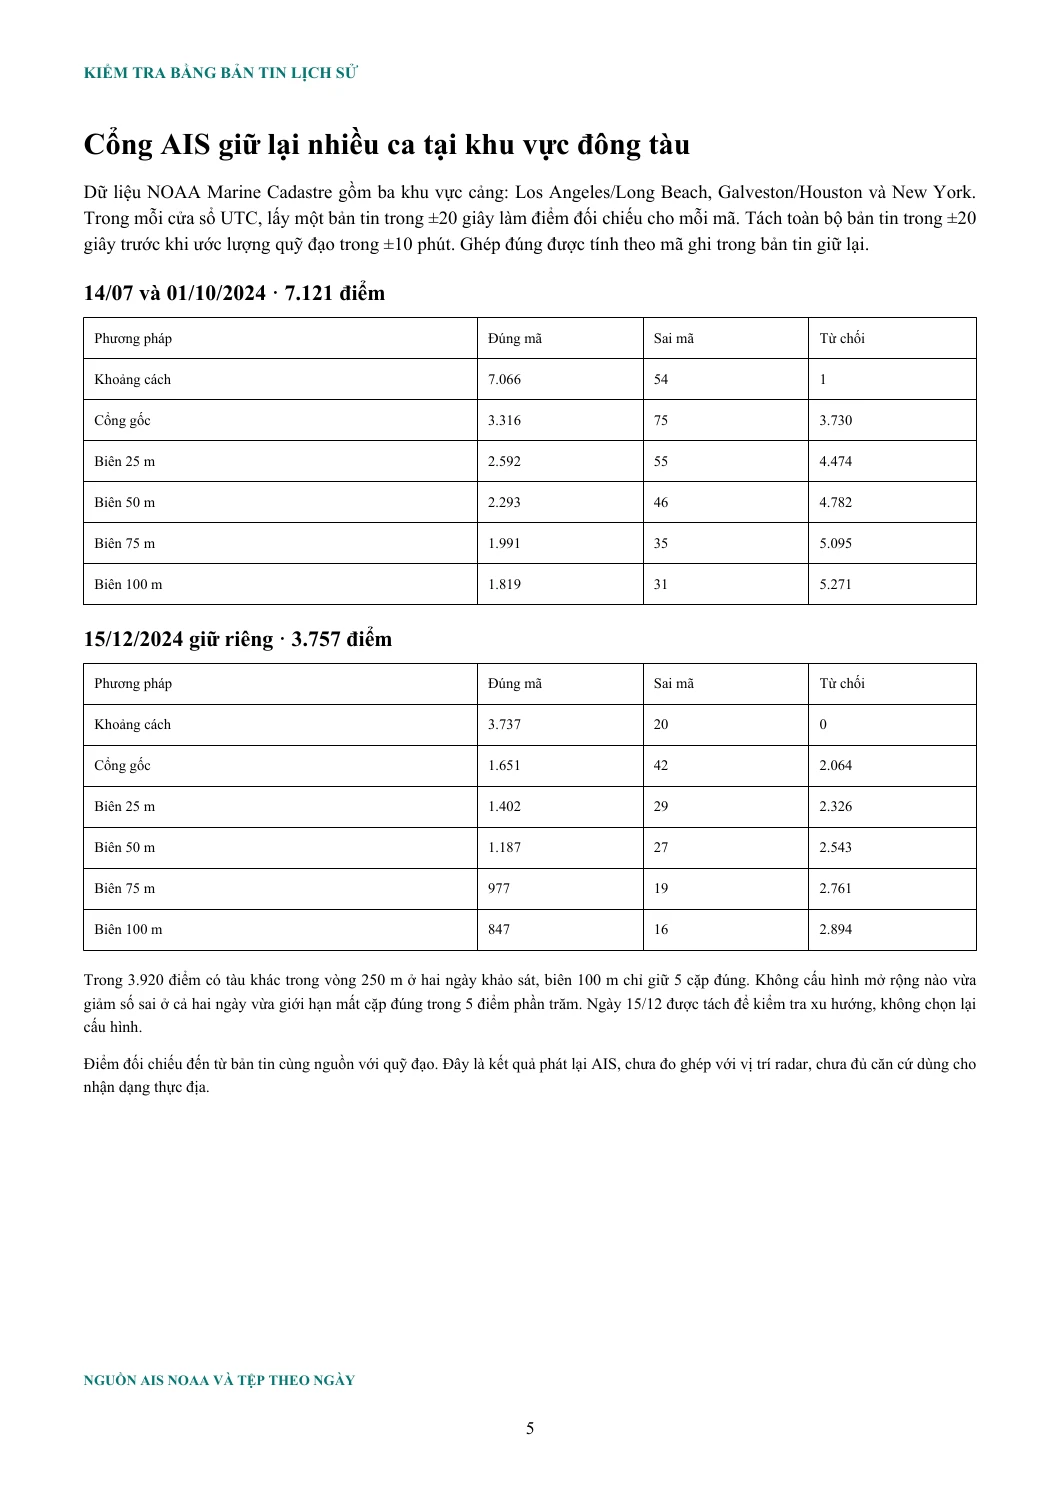 KIỂM TRA BẰNG BẢN TIN LỊCH SỬ
Cổng AIS giữ lại nhiều ca tại khu vực đông tàu
Dữ liệu NOAA Marine Cadastre gồm ba khu vực cảng: Los Angeles/Long Beach, Galveston/Houston và New York.
Trong mỗi cửa sổ UTC, lấy một bản tin trong ±20 giây làm điểm đối chiếu cho mỗi mã. Tách toàn bộ bản tin trong ±20
giây trước khi ước lượng quỹ đạo trong ±10 phút. Ghép đúng được tính theo mã ghi trong bản tin giữ lại.
14/07 và 01/10/2024 · 7.121 điểm
Phương pháp Đúng mã Sai mã Từ chối
Khoảng cách 7.066 54 1
Cổng gốc 3.316 75 3.730
Biên 25 m 2.592 55 4.474
Biên 50 m 2.293 46 4.782
Biên 75 m 1.991 35 5.095
Biên 100 m 1.819 31 5.271
15/12/2024 giữ riêng · 3.757 điểm
Phương pháp Đúng mã Sai mã Từ chối
Khoảng cách 3.737 20 0
Cổng gốc 1.651 42 2.064
Biên 25 m 1.402 29 2.326
Biên 50 m 1.187 27 2.543
Biên 75 m 977 19 2.761
Biên 100 m 847 16 2.894
Trong 3.920 điểm có tàu khác trong vòng 250 m ở hai ngày khảo sát, biên 100 m chỉ giữ 5 cặp đúng. Không cấu hình mở rộng nào vừa
giảm số sai ở cả hai ngày vừa giới hạn mất cặp đúng trong 5 điểm phần trăm. Ngày 15/12 được tách để kiểm tra xu hướng, không chọn lại
cấu hình.
Điểm đối chiếu đến từ bản tin cùng nguồn với quỹ đạo. Đây là kết quả phát lại AIS, chưa đo ghép với vị trí radar, chưa đủ căn cứ dùng cho
nhận dạng thực địa.
NGUỒN AIS NOAA VÀ TỆP THEO NGÀY
5